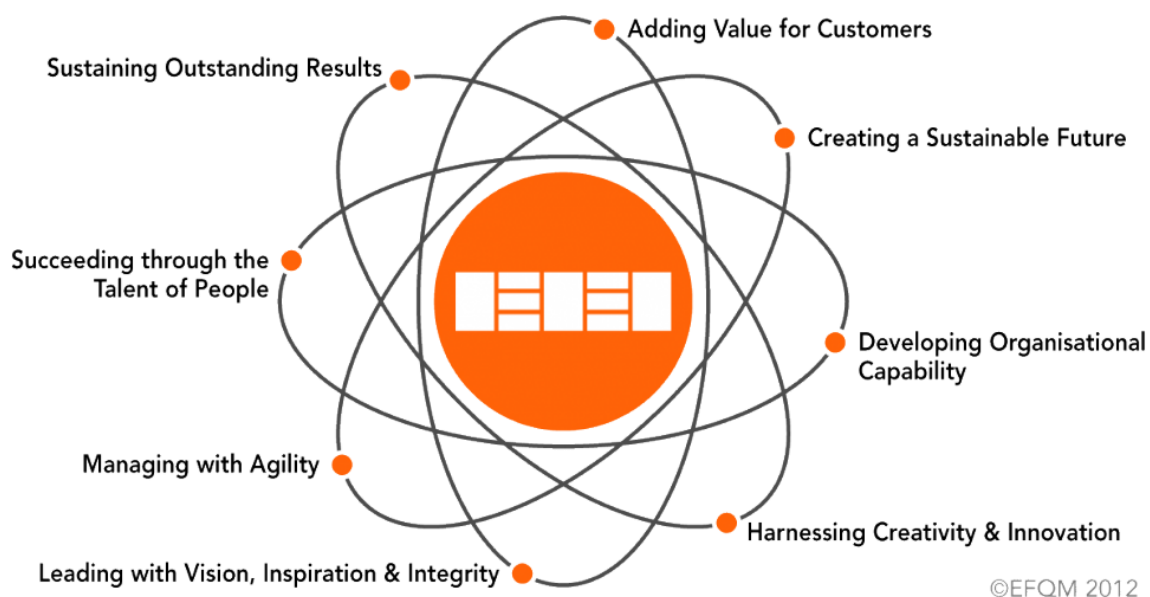 Adding Value for Customers
Sustaining Outstanding Results
Creating a Sustainable Future
Succeeding through the
Talent of People
Developing Organisational
Capability
Managing with Agility
Harnessing Creativity & Innovation
Leading with Vision, Inspiration & Integrity
©EFQM 2012